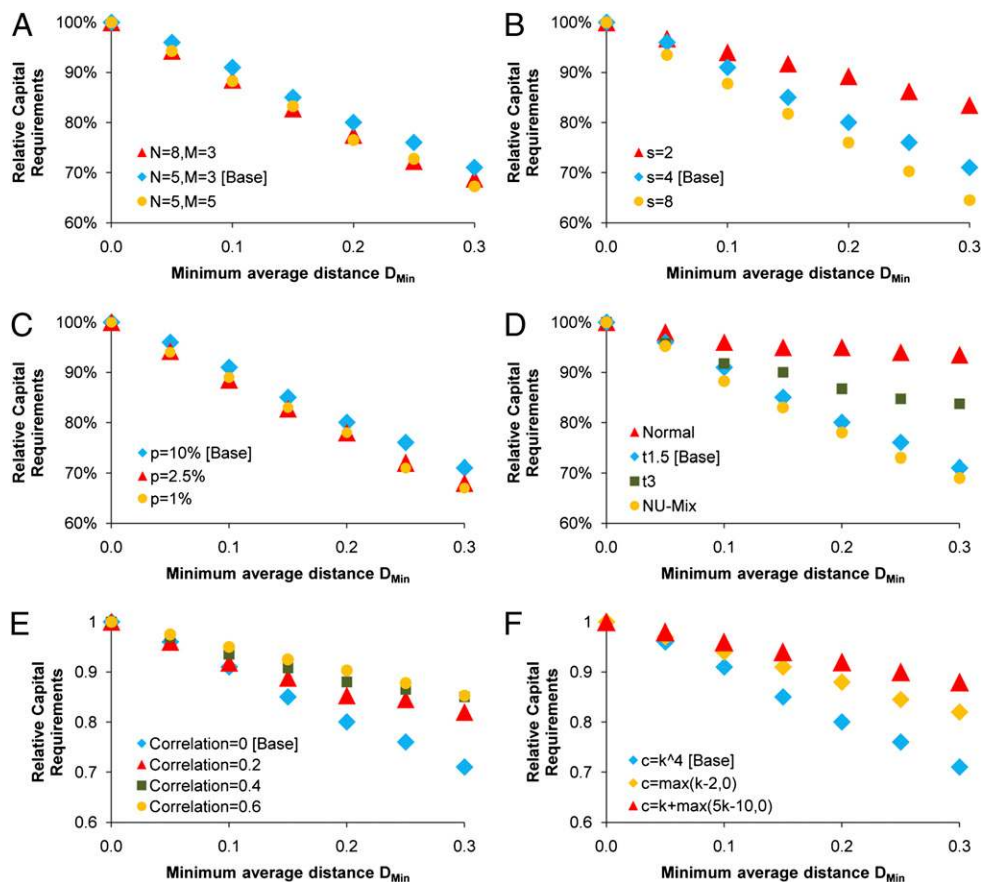 A
Relative Capital
Requirements
100%
90%
80%
70%
60%
N=8,M=3
N=5,M=3 [Base]
N=5,M=5
0.0 0.1 0.2 0.3
Minimum average distance DMin
B
Relative Capital
Requirements
100%
90%
80%
70%
60%
s=2
s=4 [Base]
s=8
0.0 0.1 0.2 0.3
Minimum average distance DMin
C
Relative Capital
Requirements
100%
90%
80%
70%
60%
p=10% [Base]
p=2.5%
p=1%
0.0 0.1 0.2 0.3
Minimum average distance DMin
D
Relative Capital
Requirements
100%
90%
80%
70%
60%
Normal
t1.5 [Base]
t3
NU-Mix
0.0 0.1 0.2 0.3
Minimum average distance DMin
E
Relative Capital
Requirements
1
0.9
0.8
0.7
0.6
Correlation=0 [Base]
Correlation=0.2
Correlation=0.4
Correlation=0.6
0.0 0.1 0.2 0.3
Minimum average distance DMin
F
Relative Capital
Requirements
1
0.9
0.8
0.7
0.6
c=k^4 [Base]
c=max(k-2,0)
c=k+max(5k-10,0)
0.0 0.1 0.2 0.3
Minimum average distance DMin